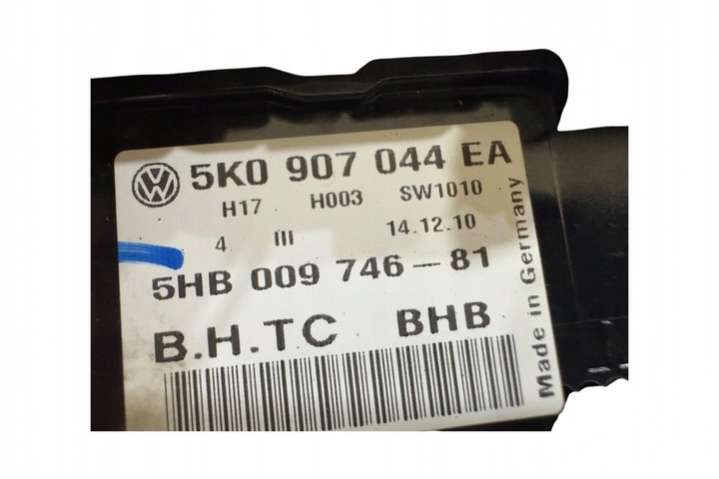 VW 5K0 907 044 EA
H17 H003 SW1010
4 III 14.12.10
5HB 009 746-81
B.H.TC BHB
Made in Germany